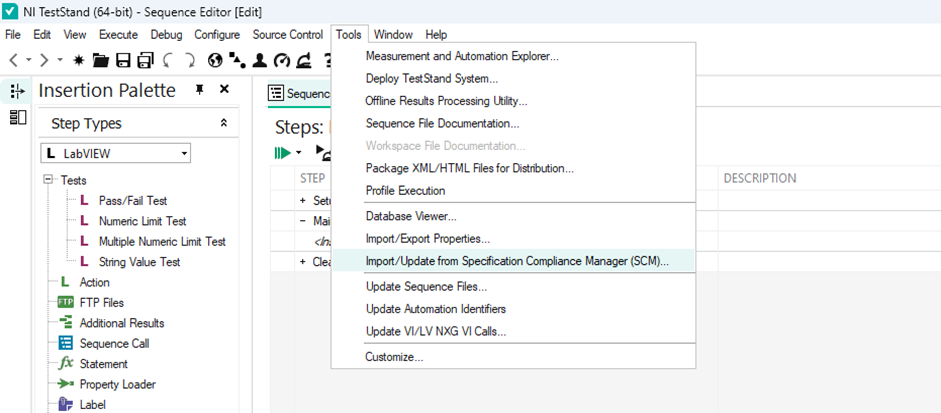 NI TestStand (64-bit) - Sequence Editor [Edit]
File Edit View Execute Debug Configure Source Control Tools Window Help
Insertion Palette
Step Types
LabVIEW
Tests
L Pass/Fail Test
L Numeric Limit Test
L Multiple Numeric Limit Test
L String Value Test
L Action
FTP FTP Files
Additional Results
Sequence Call
fx Statement
Property Loader
Label
Sequenc
Steps:
STEP
DESCRIPTION
+ Setu
− Mai
<Ins
+ Clea
Measurement and Automation Explorer...
Deploy TestStand System...
Offline Results Processing Utility...
Sequence File Documentation...
Workspace File Documentation...
Package XML/HTML Files for Distribution...
Profile Execution
Database Viewer...
Import/Export Properties...
Import/Update from Specification Compliance Manager (SCM)...
Update Sequence Files...
Update Automation Identifiers
Update VI/LV NXG VI Calls...
Customize...